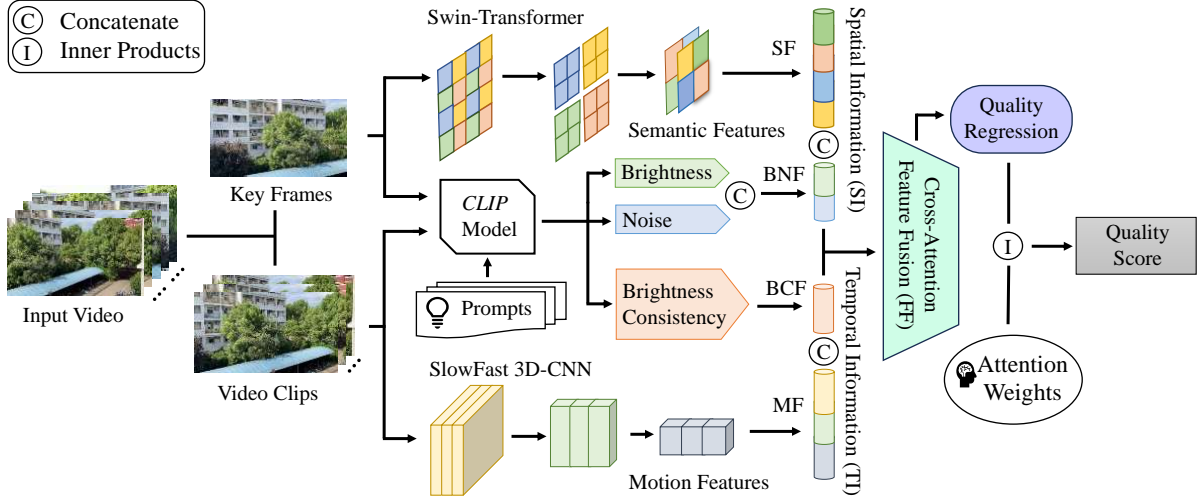 C Concatenate
I Inner Products
Swin-Transformer
SF
Semantic Features
Spatial Information (SI)
C
Key Frames
Input Video
Video Clips
CLIP
Model
Prompts
Brightness
Noise
C
BNF
Brightness
Consistency
BCF
C
Temporal Information (TI)
SlowFast 3D-CNN
MF
Motion Features
Cross-Attention
Feature Fusion (FF)
Quality
Regression
I
Quality
Score
Attention
Weights